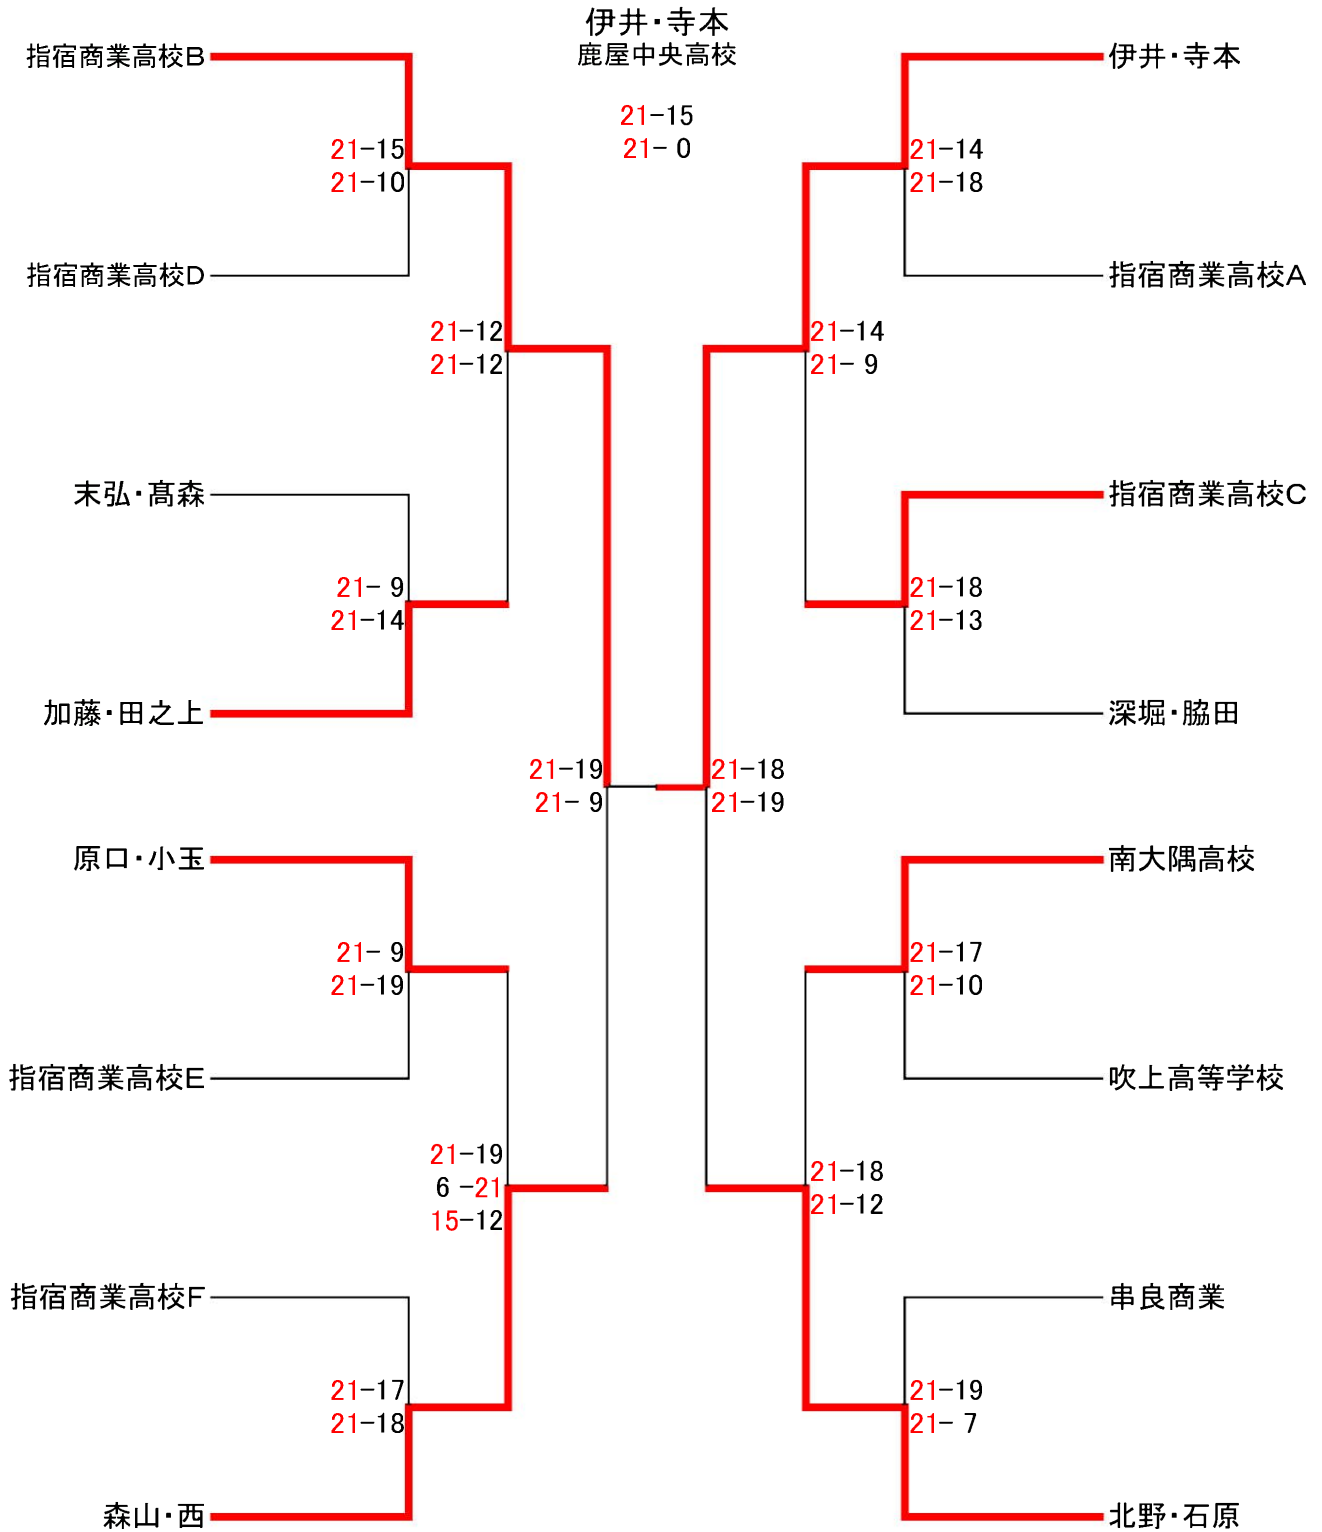 伊井・寺本
鹿屋中央高校
21-15
21- 0
指宿商業高校B
21-15
21-10
指宿商業高校D
21-12
21-12
末弘・髙森
21- 9
21-14
加藤・田之上
21-19
21- 9
原口・小玉
21- 9
21-19
指宿商業高校E
21-19
6 -21
15-12
指宿商業高校F
21-17
21-18
森山・西
伊井・寺本
21-14
21-18
指宿商業高校A
21-14
21- 9
指宿商業高校C
21-18
21-13
深堀・脇田
21-18
21-19
南大隅高校
21-17
21-10
吹上高等学校
21-18
21-12
串良商業
21-19
21- 7
北野・石原